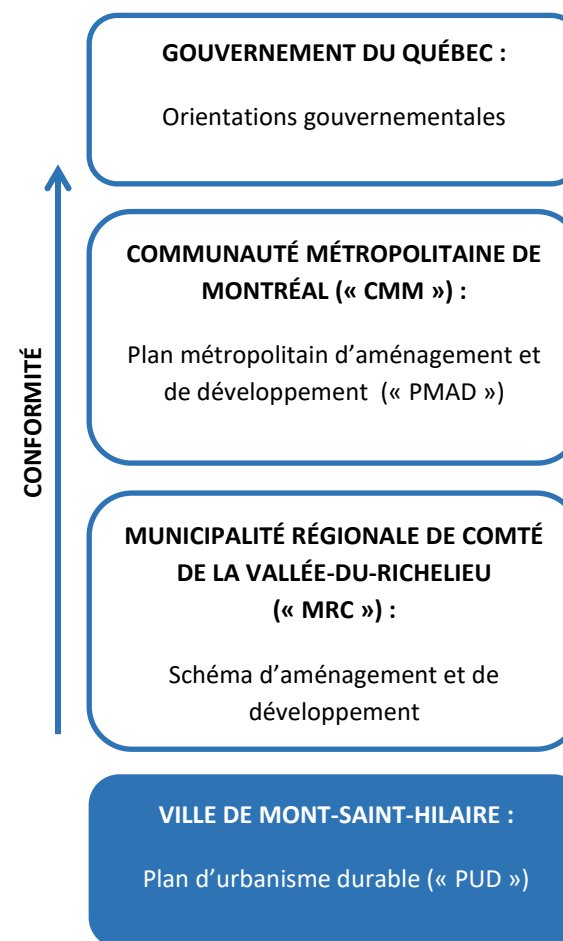 GOUVERNEMENT DU QUÉBEC :
Orientations gouvernementales
COMMUNAUTÉ MÉTROPOLITAINE DE
MONTRÉAL (« CMM ») :
Plan métropolitain d’aménagement et
de développement (« PMAD »)
CONFORMITÉ
MUNICIPALITÉ RÉGIONALE DE COMTÉ
DE LA VALLÉE-DU-RICHELIEU
(« MRC ») :
Schéma d’aménagement et de
développement
VILLE DE MONT-SAINT-HILAIRE :
Plan d’urbanisme durable (« PUD »)